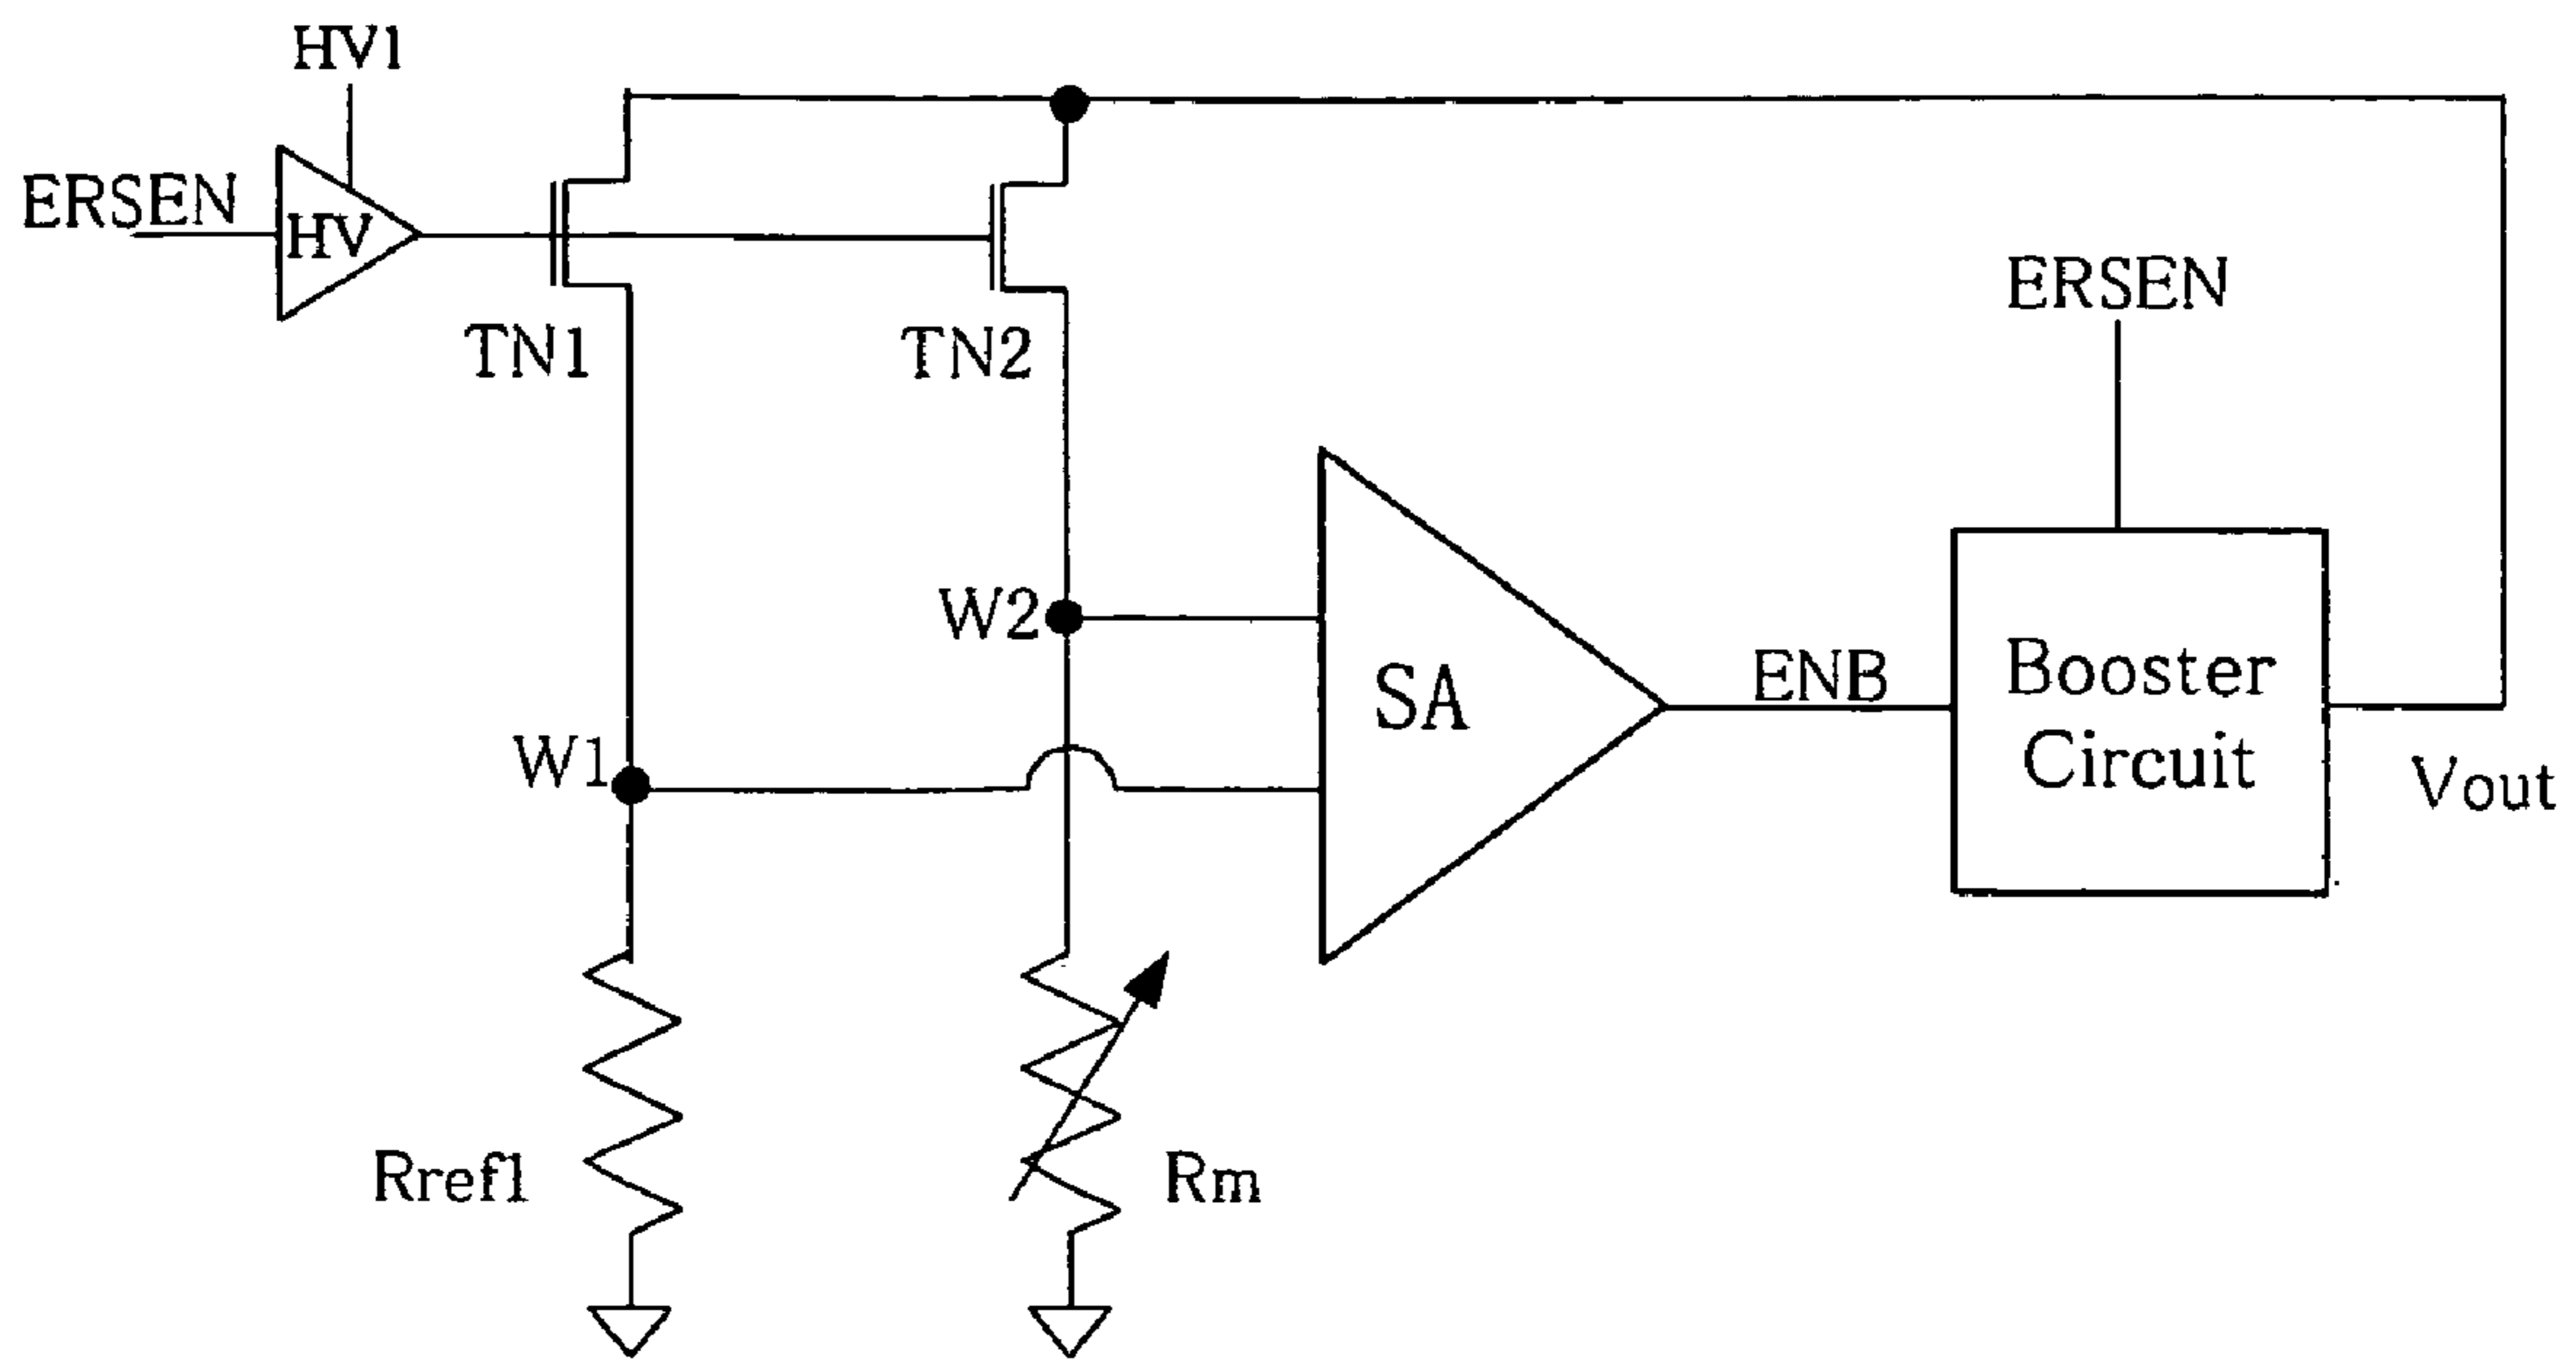 HV1
ERSEN
HV
TN1
TN2
ERSEN
W2
SA
ENB
Booster
Circuit
W1
Vout
Rref1
Rm